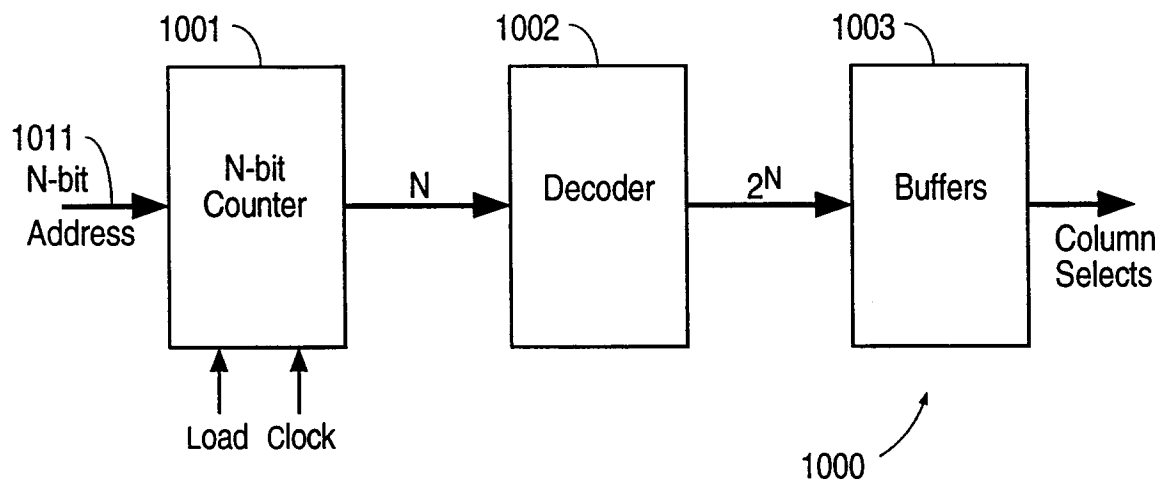 1001
1002
1003
1011
N-bit
Address
N-bit
Counter
N
Decoder
2^N
Buffers
Column
Selects
Load
Clock
1000